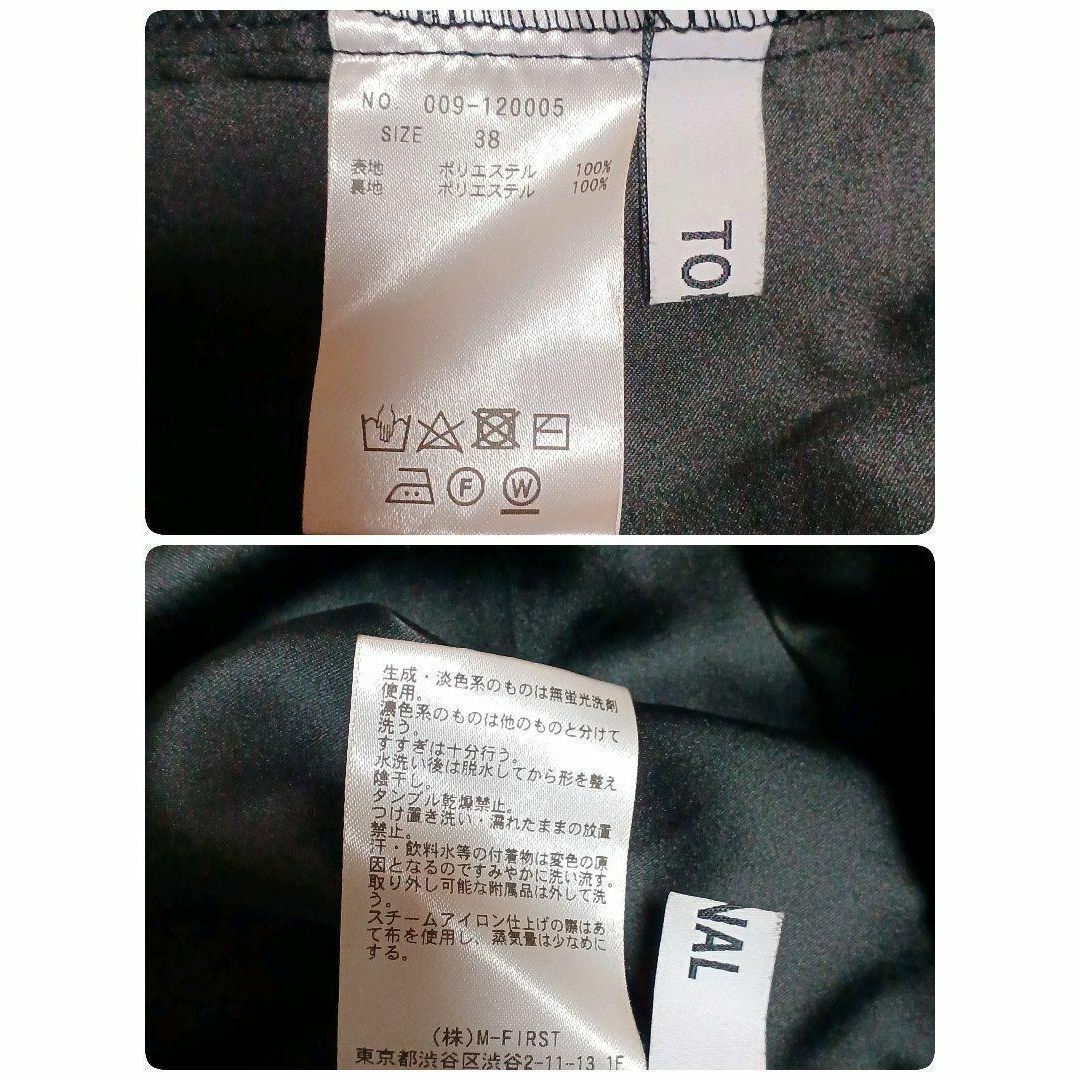 NO. 009-120005
SIZE 38
表地 ポリエステル 100%
裏地 ポリエステル 100%
F
W
生成・淡色系のものは無蛍光洗剤
使用。
濃色系のものは他のものと分けて
洗う。
すすぎは十分行う。
水洗い後は脱水してから形を整え
陰干し。
タンブル乾燥禁止。
つけ置き洗い・濡れたままの放置
禁止。
汗・飲料水等の付着物は変色の原
因となるのですみやかに洗い流す。
取り外し可能な附属品は外して洗
う。
スチームアイロン仕上げの際はあ
て布を使用し、蒸気量は少なめに
する。
(株)M-FIRST
東京都渋谷区渋谷2-11-13 1F
NAL